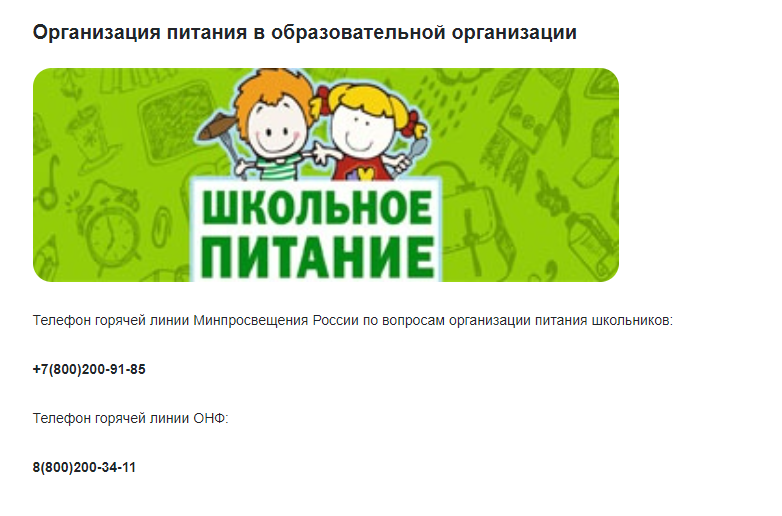 Организация питания в образовательной организации
ШКОЛЬНОЕ
ПИТАНИЕ
Телефон горячей линии Минпросвещения России по вопросам организации питания школьников:
+7(800)200-91-85
Телефон горячей линии ОНФ:
8(800)200-34-11